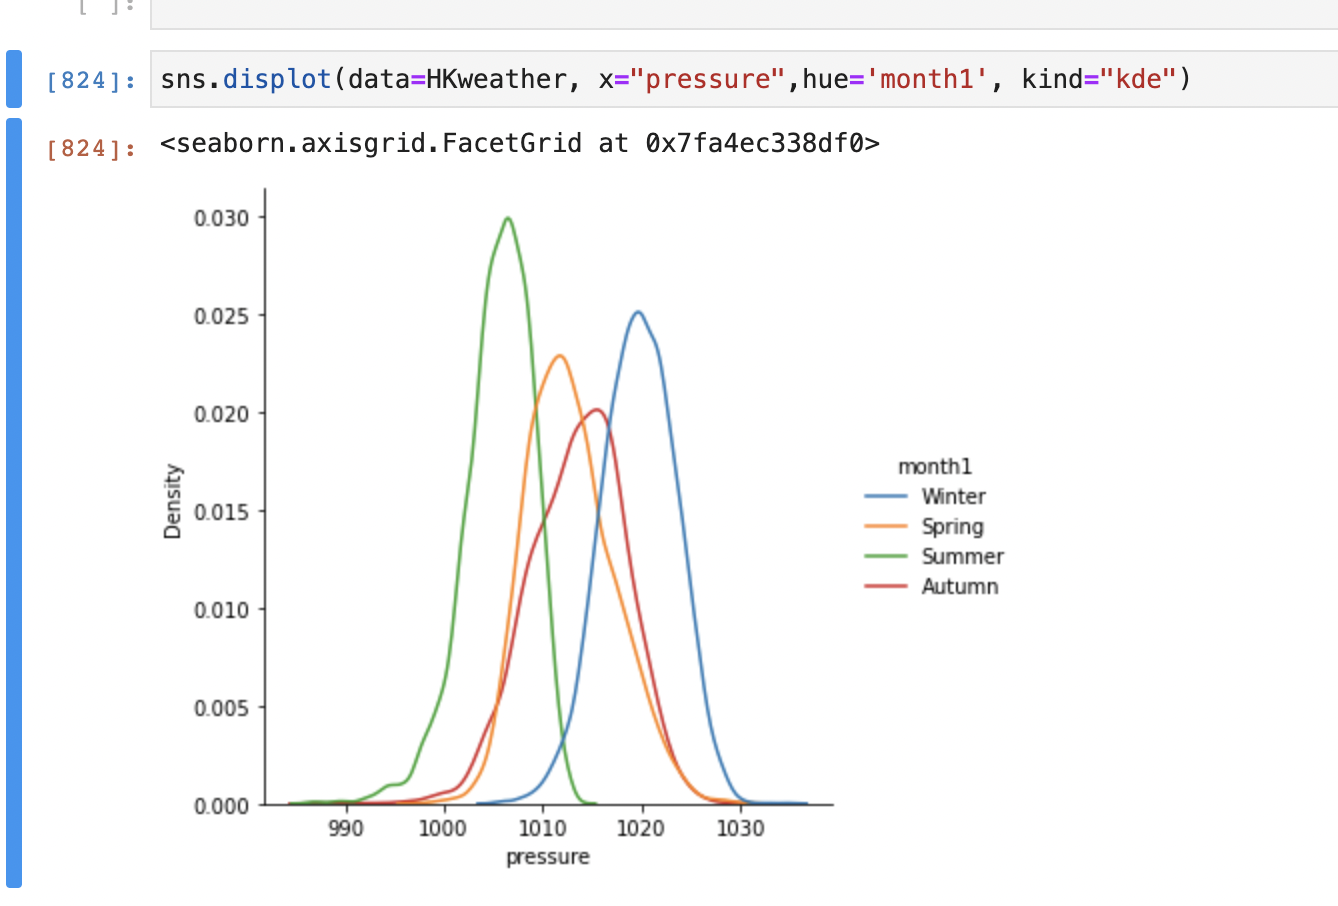 [ ]:
[824]: sns.displot(data=HKweather, x="pressure",hue='month1', kind="kde")
[824]: <seaborn.axisgrid.FacetGrid at 0x7fa4ec338df0>
0.030
0.025
0.020
0.015
0.010
0.005
0.000
Density
990 1000 1010 1020 1030
pressure
month1
Winter
Spring
Summer
Autumn